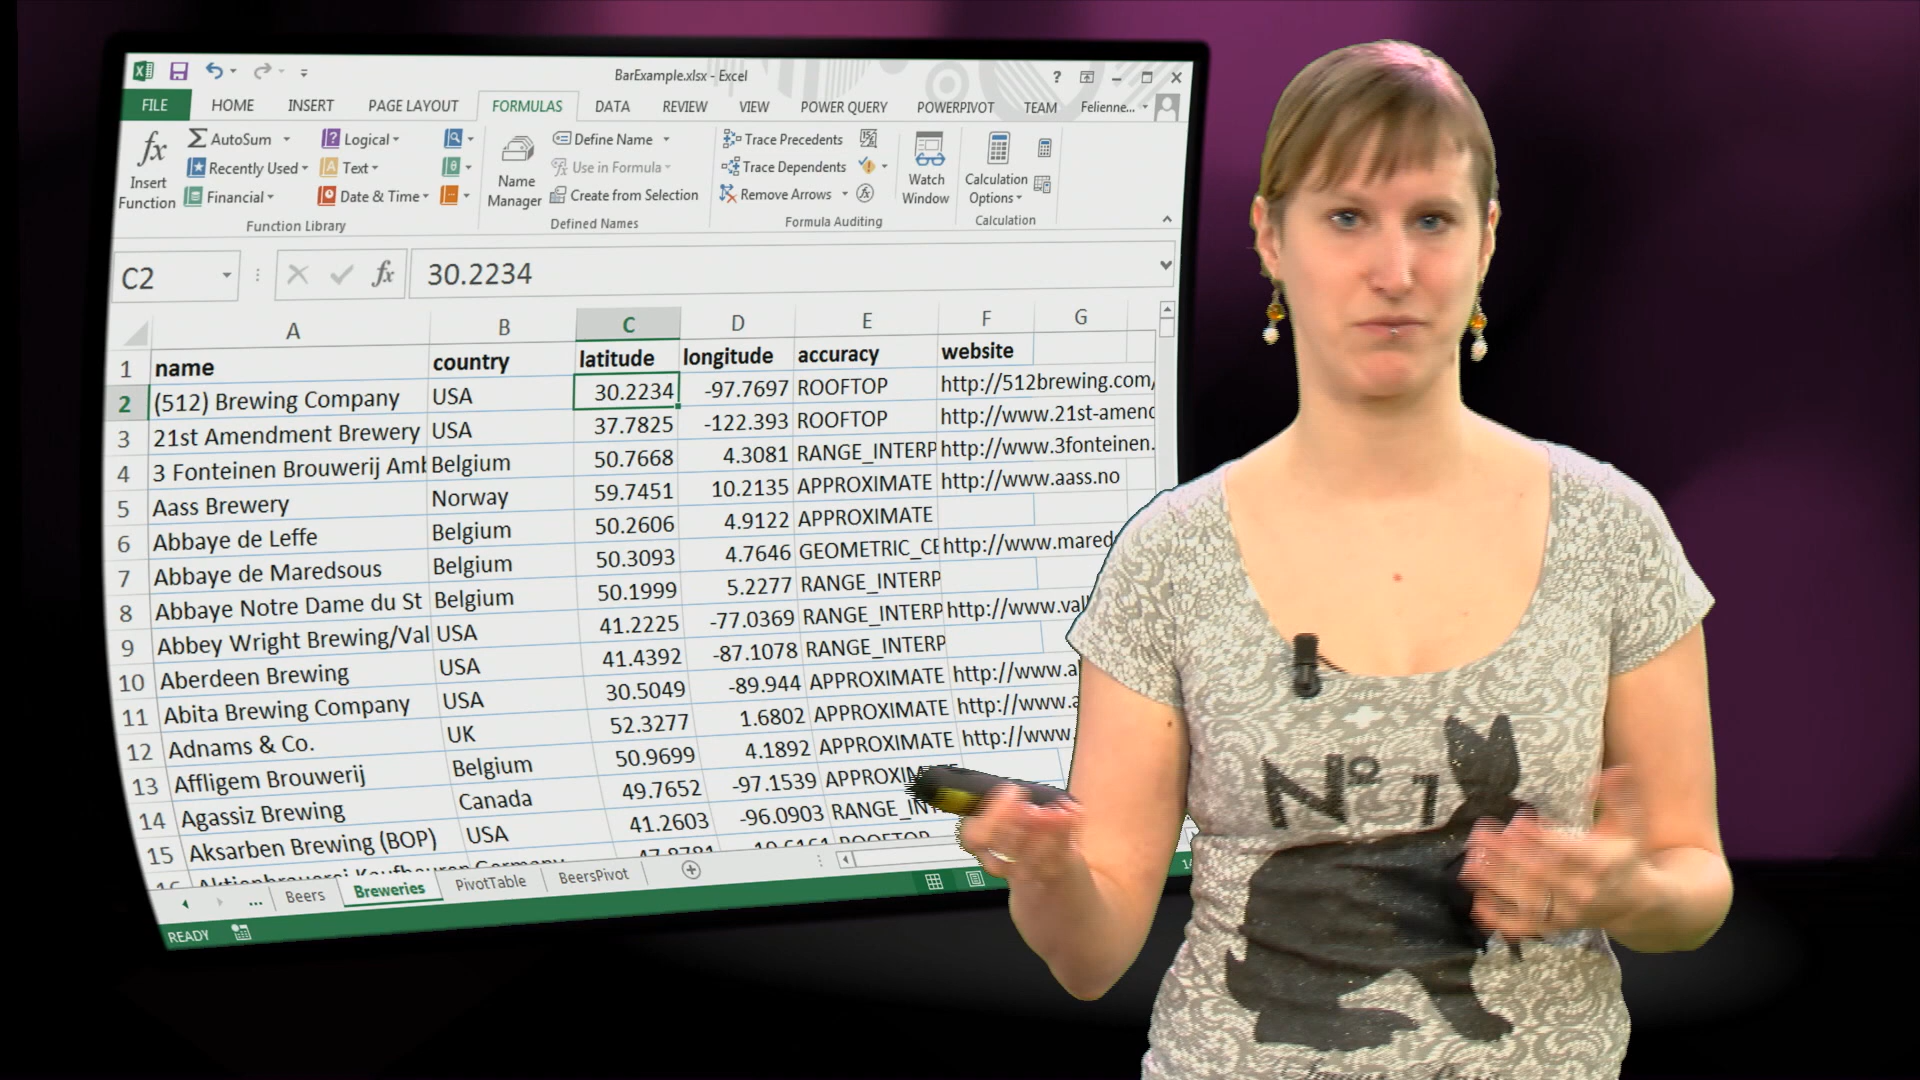 BarExample.xlsx - Excel
?
FILE HOME INSERT PAGE LAYOUT FORMULAS DATA REVIEW VIEW POWER QUERY POWERPIVOT TEAM Felienne...
fx Insert Function
AutoSum
Recently Used
Financial
Logical
Text
Date & Time
Function Library
Name Manager
Define Name
Use in Formula
Create from Selection
Defined Names
Trace Precedents
Trace Dependents
Remove Arrows
Formula Auditing
Watch Window
Calculation Options
Calculation
C2 fx 30.2234
A B C D E F G
1 name country latitude longitude accuracy website
2 (512) Brewing Company USA 30.2234 -97.7697 ROOFTOP http://512brewing.com/
3 21st Amendment Brewery USA 37.7825 -122.393 ROOFTOP http://www.21st-amend
4 3 Fonteinen Brouwerij Amb Belgium 50.7668 4.3081 RANGE_INTERP http://www.3fonteinen.
5 Aass Brewery Norway 59.7451 10.2135 APPROXIMATE http://www.aass.no
6 Abbaye de Leffe Belgium 50.2606 4.9122 APPROXIMATE
7 Abbaye de Maredsous Belgium 50.3093 4.7646 GEOMETRIC_CE http://www.mared
8 Abbaye Notre Dame du St Belgium 50.1999 5.2277 RANGE_INTERP
9 Abbey Wright Brewing/Val USA 41.2225 -77.0369 RANGE_INTERP http://www.val
10 Aberdeen Brewing USA 41.4392 -87.1078 RANGE_INTERP
11 Abita Brewing Company USA 30.5049 -89.944 APPROXIMATE http://www.a
12 Adnams & Co. UK 52.3277 1.6802 APPROXIMATE http://www.a
13 Affligem Brouwerij Belgium 50.9699 4.1892 APPROXIMATE http://www.
14 Agassiz Brewing Canada 49.7652 -97.1539 APPROXIM
15 Aksarben Brewing (BOP) USA 41.2603 -96.0903 RANGE_IN
... Beers Breweries PivotTable BeersPivot
READY
Nº 1